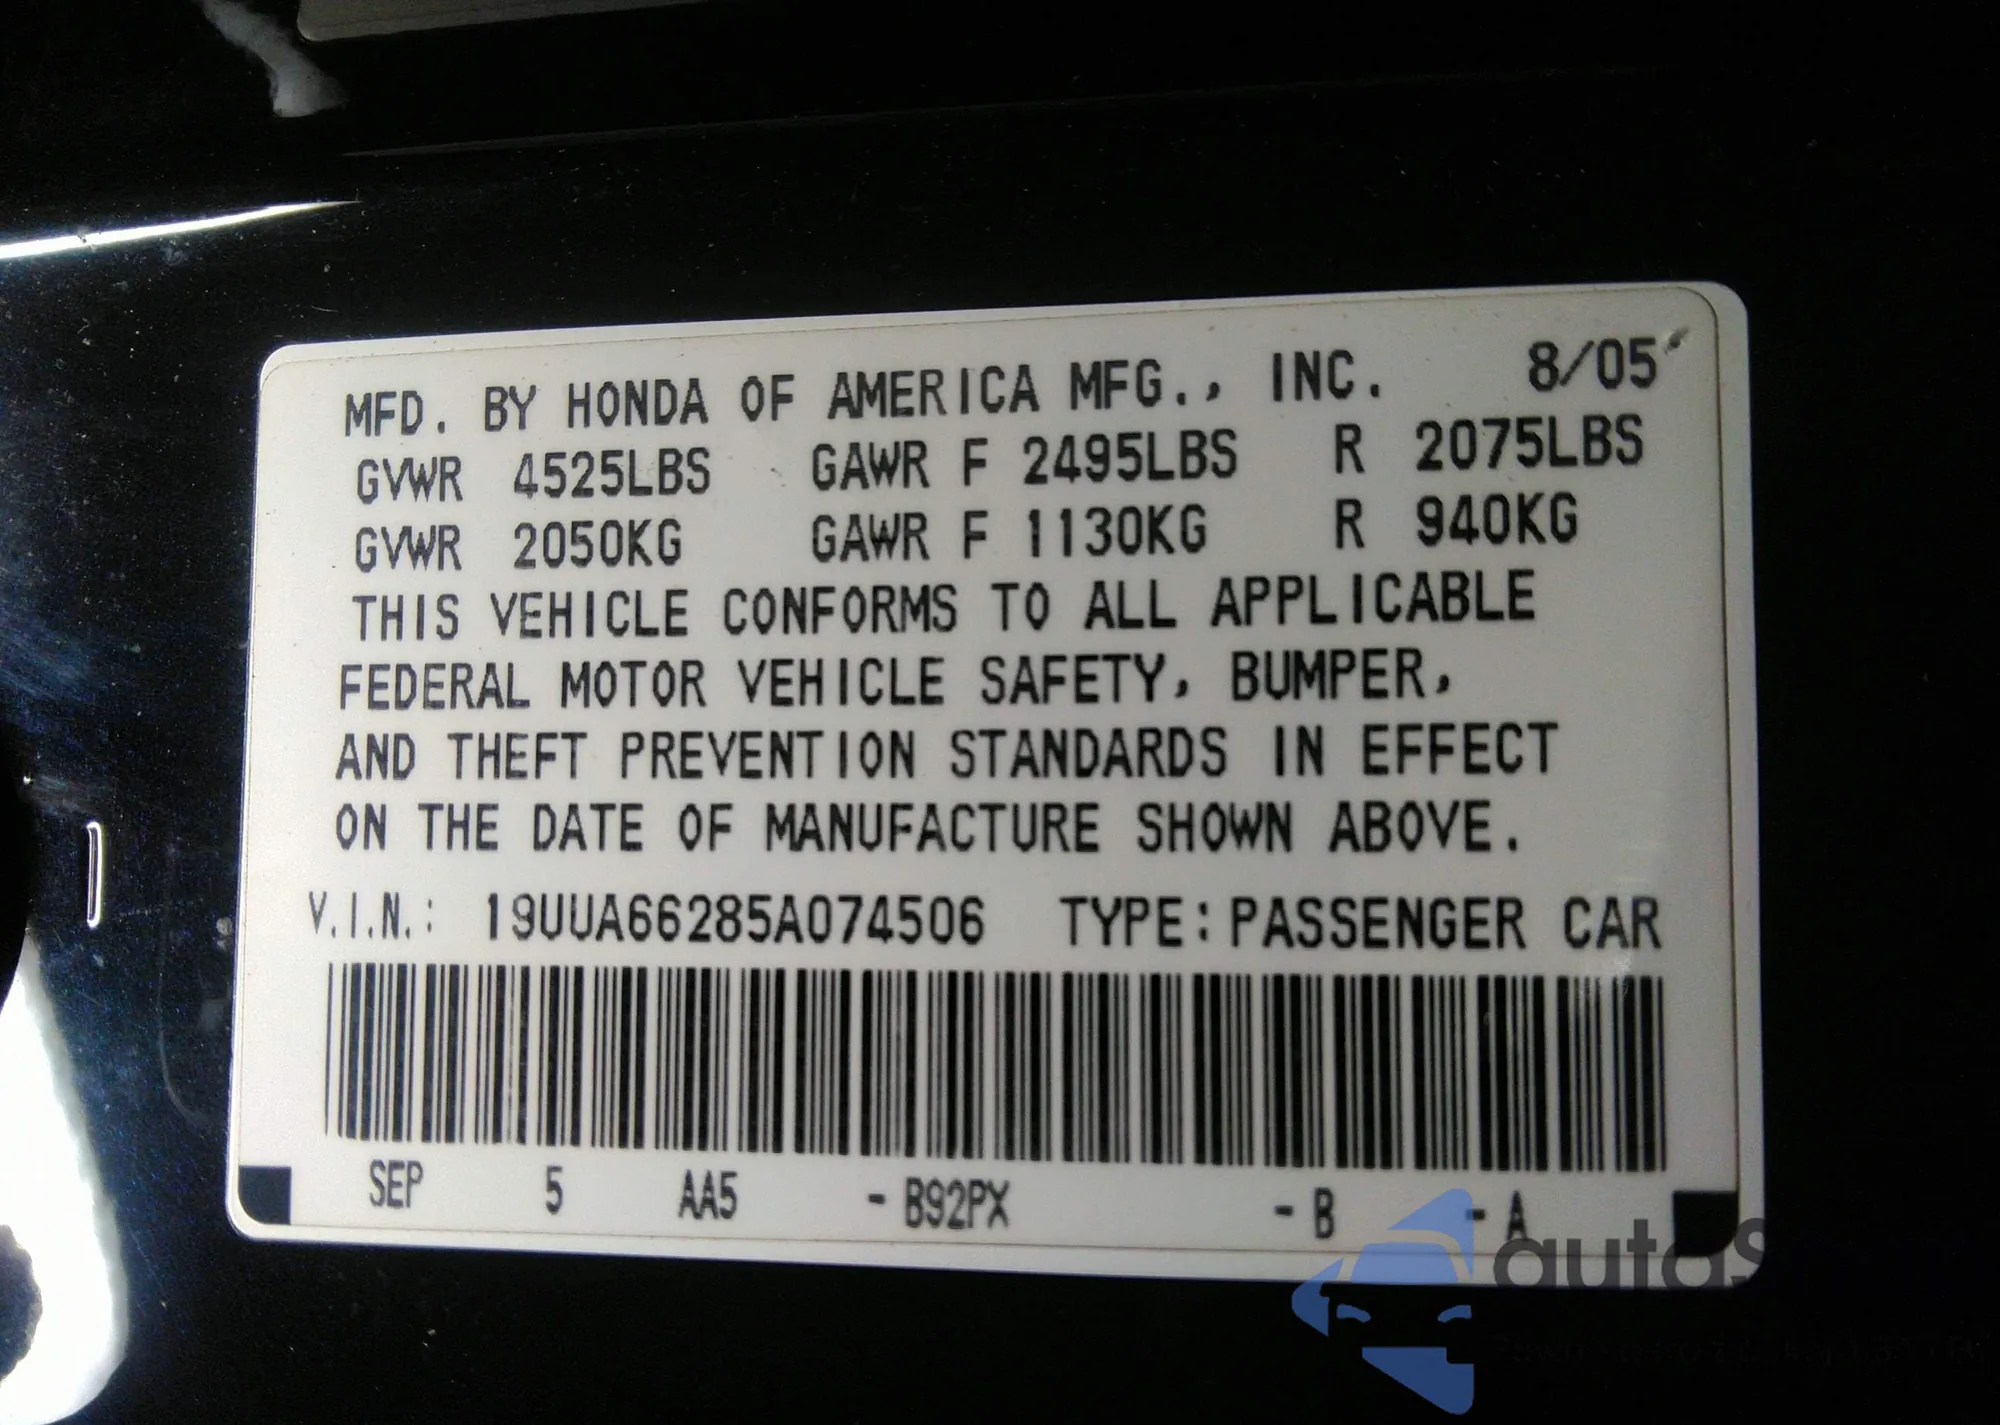 MFD. BY HONDA OF AMERICA MFG., INC. 8/05
GVWR 4525LBS GAWR F 2495LBS R 2075LBS
GVWR 2050KG GAWR F 1130KG R 940KG
THIS VEHICLE CONFORMS TO ALL APPLICABLE
FEDERAL MOTOR VEHICLE SAFETY, BUMPER,
AND THEFT PREVENTION STANDARDS IN EFFECT
ON THE DATE OF MANUFACTURE SHOWN ABOVE.
V.I.N.: 19UUA66285A074506 TYPE: PASSENGER CAR
SEP 5 AA5 - B92PX - B - A
autoS